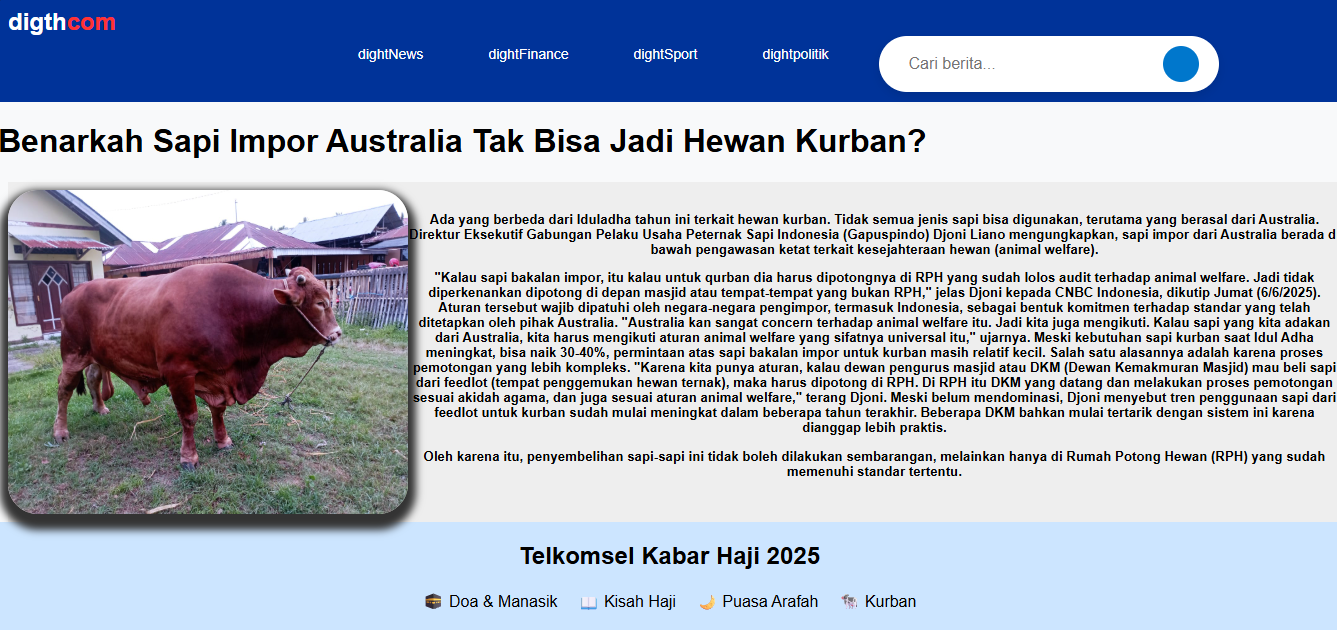 digthcom
dightNews dightFinance dightSport dightpolitik Cari berita...
Benarkah Sapi Impor Australia Tak Bisa Jadi Hewan Kurban?
Ada yang berbeda dari Iduladha tahun ini terkait hewan kurban. Tidak semua jenis sapi bisa digunakan, terutama yang berasal dari Australia.
Direktur Eksekutif Gabungan Pelaku Usaha Peternak Sapi Indonesia (Gapuspindo) Djoni Liano mengungkapkan, sapi impor dari Australia berada d
bawah pengawasan ketat terkait kesejahteraan hewan (animal welfare).
"Kalau sapi bakalan impor, itu kalau untuk qurban dia harus dipotongnya di RPH yang sudah lolos audit terhadap animal welfare. Jadi tidak
diperkenankan dipotong di depan masjid atau tempat-tempat yang bukan RPH," jelas Djoni kepada CNBC Indonesia, dikutip Jumat (6/6/2025).
Aturan tersebut wajib dipatuhi oleh negara-negara pengimpor, termasuk Indonesia, sebagai bentuk komitmen terhadap standar yang telah
ditetapkan oleh pihak Australia. "Australia kan sangat concern terhadap animal welfare itu. Jadi kita juga mengikuti. Kalau sapi yang kita adakan
dari Australia, kita harus mengikuti aturan animal welfare yang sifatnya universal itu," ujarnya. Meski kebutuhan sapi kurban saat Idul Adha
meningkat, bisa naik 30-40%, permintaan atas sapi bakalan impor untuk kurban masih relatif kecil. Salah satu alasannya adalah karena proses
pemotongan yang lebih kompleks. "Karena kita punya aturan, kalau dewan pengurus masjid atau DKM (Dewan Kemakmuran Masjid) mau beli sapi
dari feedlot (tempat penggemukan hewan ternak), maka harus dipotong di RPH. Di RPH itu DKM yang datang dan melakukan proses pemotongan
sesuai akidah agama, dan juga sesuai aturan animal welfare," terang Djoni. Meski belum mendominasi, Djoni menyebut tren penggunaan sapi dari
feedlot untuk kurban sudah mulai meningkat dalam beberapa tahun terakhir. Beberapa DKM bahkan mulai tertarik dengan sistem ini karena
dianggap lebih praktis.
Oleh karena itu, penyembelihan sapi-sapi ini tidak boleh dilakukan sembarangan, melainkan hanya di Rumah Potong Hewan (RPH) yang sudah
memenuhi standar tertentu.
Telkomsel Kabar Haji 2025
Doa & Manasik Kisah Haji Puasa Arafah Kurban